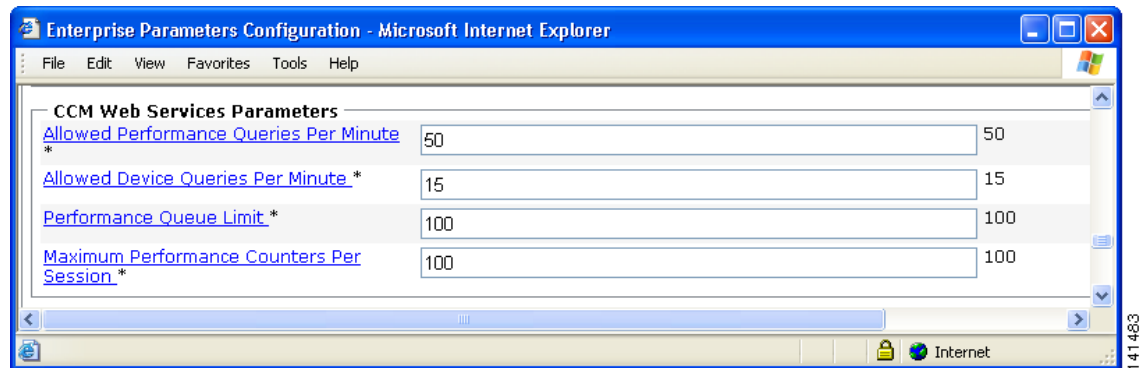 Enterprise Parameters Configuration - Microsoft Internet Explorer
File Edit View Favorites Tools Help
CCM Web Services Parameters
Allowed Performance Queries Per Minute
*
50
50
Allowed Device Queries Per Minute *
15
15
Performance Queue Limit *
100
100
Maximum Performance Counters Per
Session *
100
100
Internet
141483